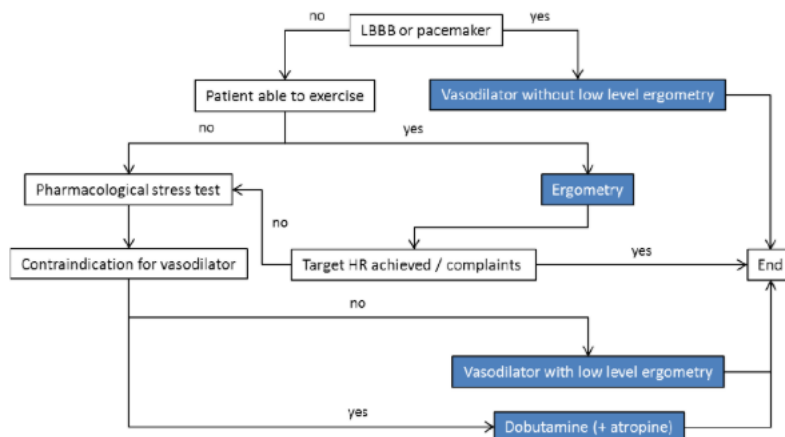 no
LBBB or pacemaker
yes
Patient able to exercise
Vasodilator without low level ergometry
no
yes
Pharmacological stress test
Ergometry
no
Contraindication for vasodilator
Target HR achieved / complaints
yes
End
no
Vasodilator with low level ergometry
yes
Dobutamine (+ atropine)